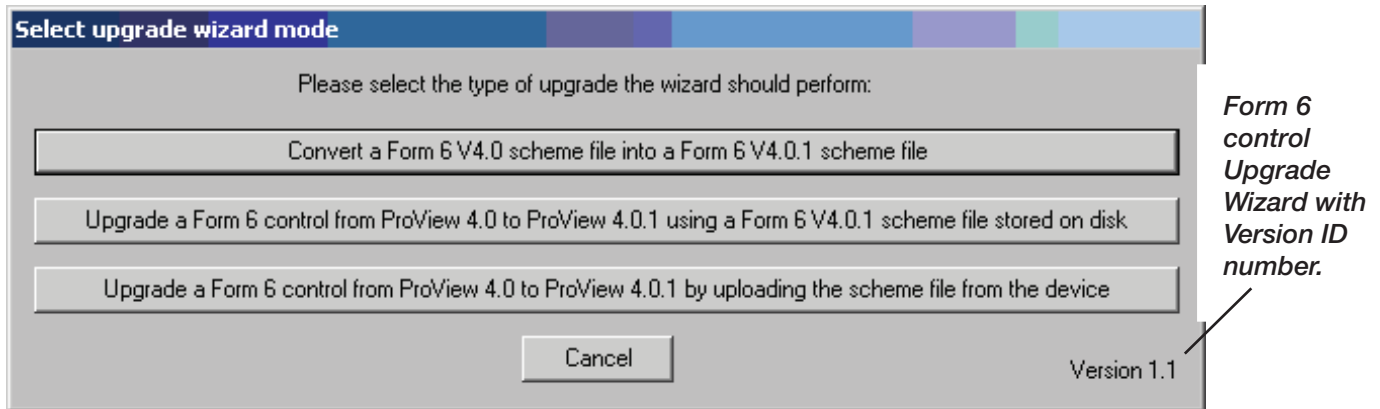 Select upgrade wizard mode
Please select the type of upgrade the wizard should perform:
Convert a Form 6 V4.0 scheme file into a Form 6 V4.0.1 scheme file
Upgrade a Form 6 control from ProView 4.0 to ProView 4.0.1 using a Form 6 V4.0.1 scheme file stored on disk
Upgrade a Form 6 control from ProView 4.0 to ProView 4.0.1 by uploading the scheme file from the device
Cancel
Version 1.1
Form 6
control
Upgrade
Wizard with
Version ID
number.